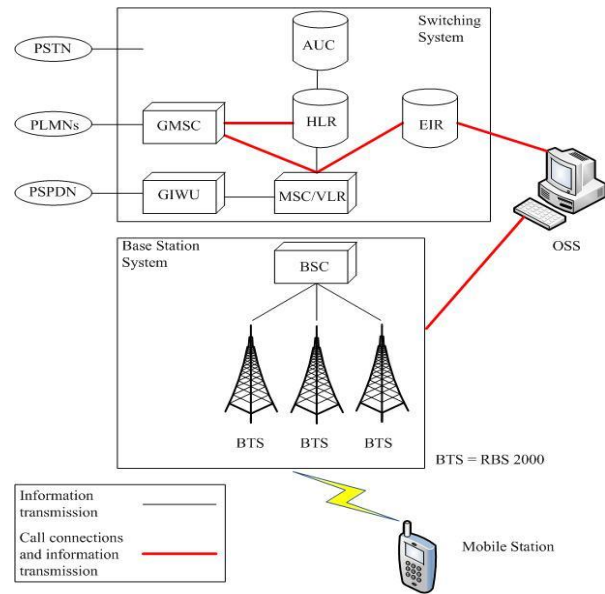 Switching
System
PSTN
AUC
PLMNs
GMSC
HLR
EIR
PSPDN
GIWU
MSC/VLR
OSS
Base Station
System
BSC
BTS
BTS
BTS
BTS = RBS 2000
Information
transmission
Call connections
and information
transmission
Mobile Station